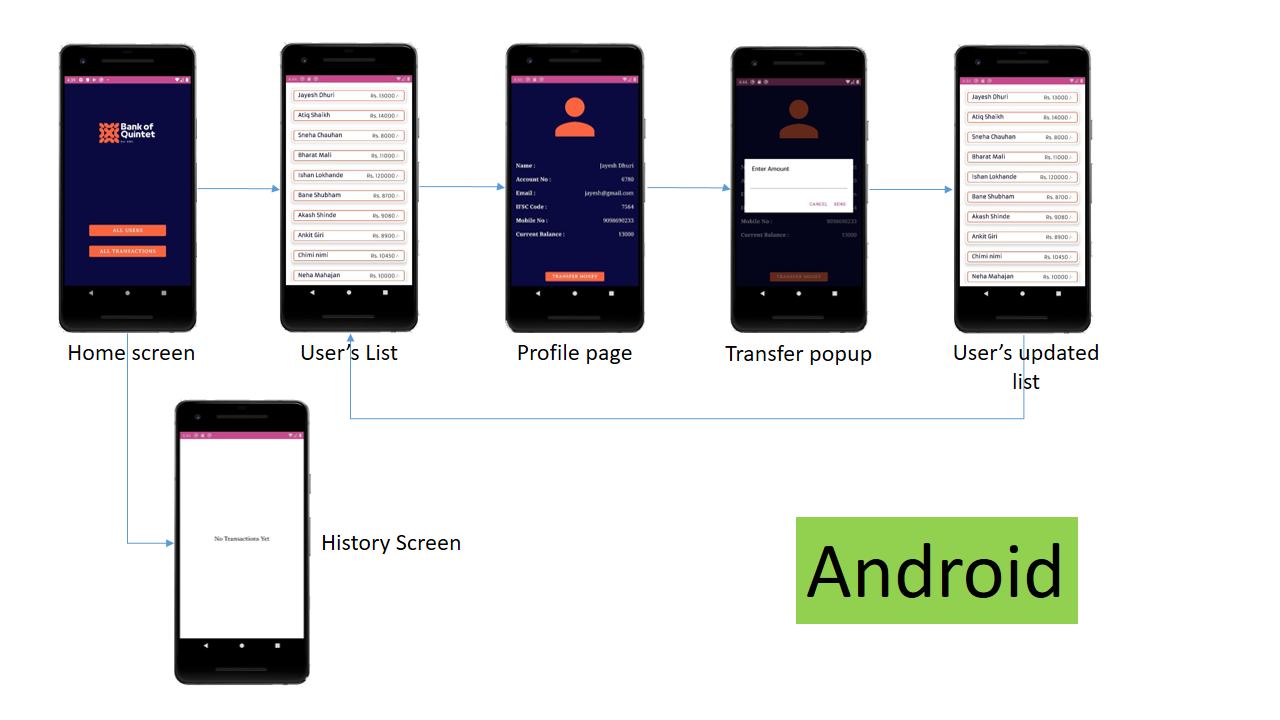 Bank of
Quintet
ALL USERS
ALL TRANSACTIONS
Home screen
Jayesh Dhuri Rs. 13000 /-
Atiq Shaikh Rs. 14000 /-
Sneha Chauhan Rs. 8000 /-
Bharat Mali Rs. 11000 /-
Ishan Lokhande Rs. 120000 /-
Bane Shubham Rs. 8700 /-
Akash Shinde Rs. 9080 /-
Ankit Giri Rs. 8900 /-
Chimi nimi Rs. 10450 /-
Neha Mahajan Rs. 10000 /-
User's List
Name : Jayesh Dhuri
Account No : 6780
Email : jayesh@gmail.com
IFSC Code : 7564
Mobile No : 9098690233
Current Balance : 13000
TRANSFER MONEY
Profile page
Enter Amount
CANCEL SEND
Mobile No : 9098690233
Current Balance : 13000
TRANSFER MONEY
Transfer popup
Jayesh Dhuri Rs. 13000 /-
Atiq Shaikh Rs. 14000 /-
Sneha Chauhan Rs. 8000 /-
Bharat Mali Rs. 11000 /-
Ishan Lokhande Rs. 120000 /-
Bane Shubham Rs. 8700 /-
Akash Shinde Rs. 9080 /-
Ankit Giri Rs. 8900 /-
Chimi nimi Rs. 10450 /-
Neha Mahajan Rs. 10000 /-
User's updated
list
No Transactions Yet
History Screen
Android